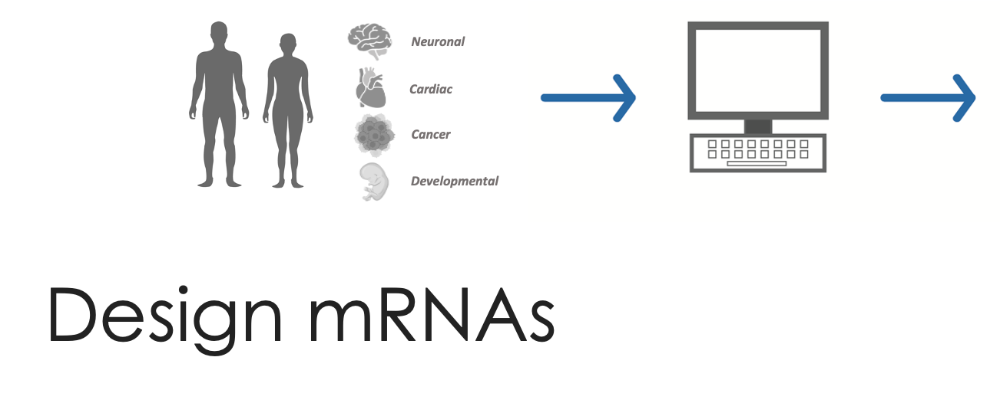 Neuronal
Cardiac
Cancer
Developmental
Design mRNAs